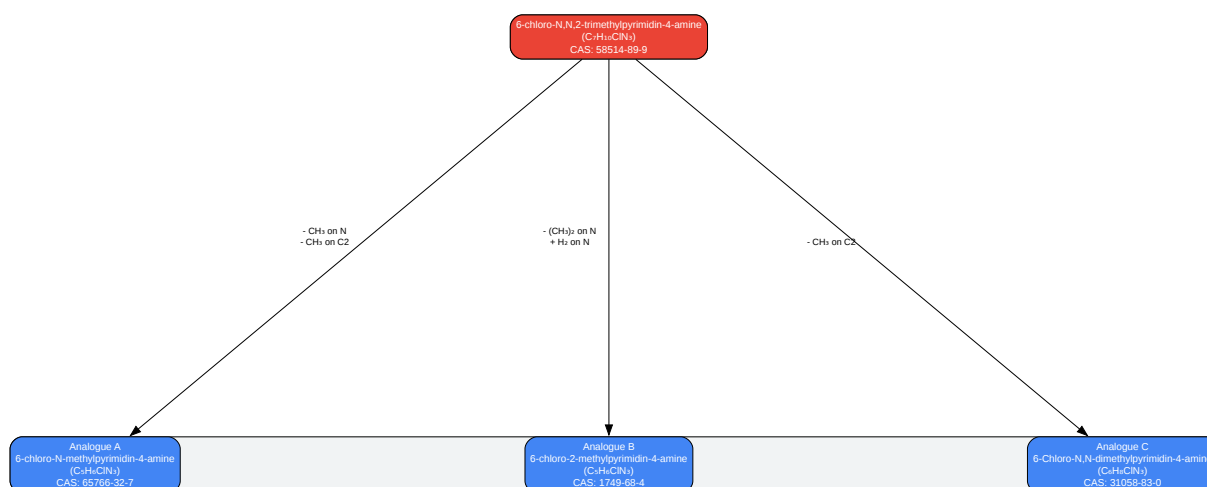 6-chloro-N,N,2-trimethylpyrimidin-4-amine
(C₇H₁₀ClN₃)
CAS: 58514-89-9
- CH₃ on N
- CH₃ on C2
- (CH₃)₂ on N
+ H₂ on N
- CH₃ on C2
Analogue A
6-chloro-N-methylpyrimidin-4-amine
(C₅H₆ClN₃)
CAS: 65766-32-7
Analogue B
6-chloro-2-methylpyrimidin-4-amine
(C₅H₆ClN₃)
CAS: 1749-68-4
Analogue C
6-Chloro-N,N-dimethylpyrimidin-4-amine
(C₆H₈ClN₃)
CAS: 31058-83-0